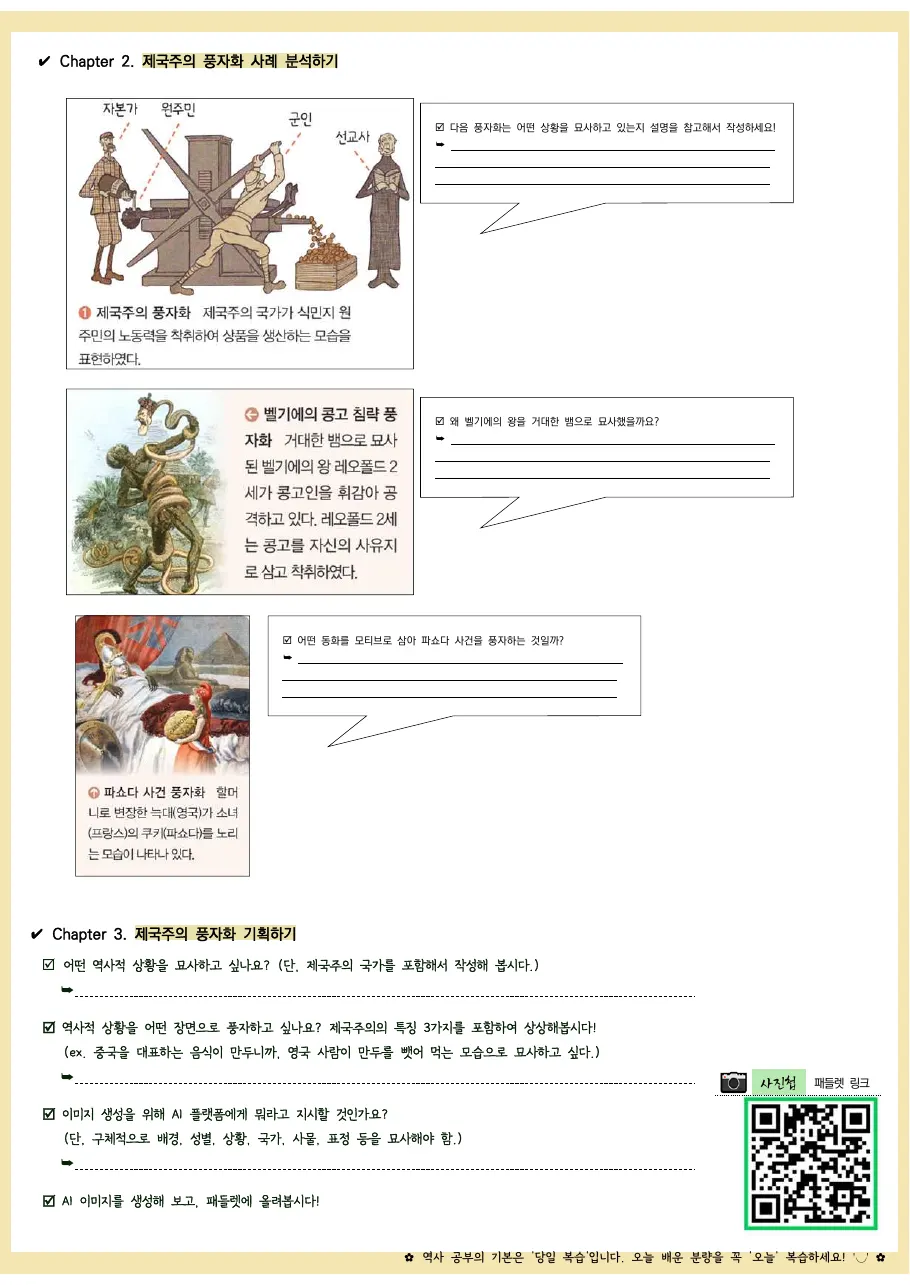 ✔ Chapter 2. 제국주의 풍자화 사례 분석하기
자본가
원주민
군인
선교사
☑ 다음 풍자화는 어떤 상황을 묘사하고 있는지 설명을 참고해서 작성하세요!
➥
❶ 제국주의 풍자화 제국주의 국가가 식민지 원
주민의 노동력을 착취하여 상품을 생산하는 모습을
표현하였다.
벨기에의 콩고 침략 풍
자화 거대한 뱀으로 묘사
된 벨기에의 왕 레오폴드 2
세가 콩고인을 휘감아 공
격하고 있다. 레오폴드 2세
는 콩고를 자신의 사유지
로 삼고 착취하였다.
☑ 왜 벨기에의 왕을 거대한 뱀으로 묘사했을까요?
➥
☑ 어떤 동화를 모티브로 삼아 파쇼다 사건을 풍자하는 것일까?
➥
파쇼다 사건 풍자화 할머
니로 변장한 늑대(영국)가 소녀
(프랑스)의 쿠키(파쇼다)를 노리
는 모습이 나타나 있다.
✔ Chapter 3. 제국주의 풍자화 기획하기
☑ 어떤 역사적 상황을 묘사하고 싶나요? (단, 제국주의 국가를 포함해서 작성해 봅시다.)
➥
☑ 역사적 상황을 어떤 장면으로 풍자하고 싶나요? 제국주의의 특징 3가지를 포함하여 상상해봅시다!
(ex. 중국을 대표하는 음식이 만두니까, 영국 사람이 만두를 뺏어 먹는 모습으로 묘사하고 싶다.)
➥
사진첩 패들렛 링크
☑ 이미지 생성을 위해 AI 플랫폼에게 뭐라고 지시할 것인가요?
(단, 구체적으로 배경, 성별, 상황, 국가, 사물, 표정 등을 묘사해야 함.)
➥
☑ AI 이미지를 생성해 보고, 패들렛에 올려봅시다!
✿ 역사 공부의 기본은 '당일 복습'입니다. 오늘 배운 분량을 꼭 '오늘' 복습하세요! '◡' ✿